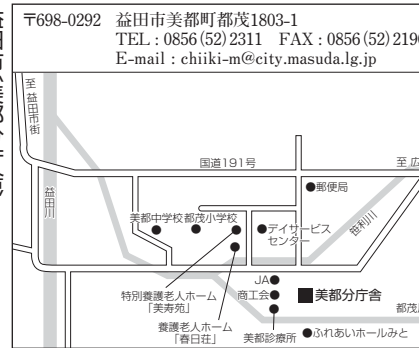 〒698-0292 益田市美都町都茂1803-1
TEL : 0856(52)2311 FAX : 0856(52)219
E-mail : chiiki-m@city.masuda.lg.jp
至益田市街
国道191号
至
益田川
郵便局
笹利川
美都中学校
都茂小学校
デイサービス
センター
特別養護老人ホーム
「美寿苑」
養護老人ホーム
「春日荘」
JA
商工会
美都診療所
美都分庁舎
都茂
ふれあいホールみと